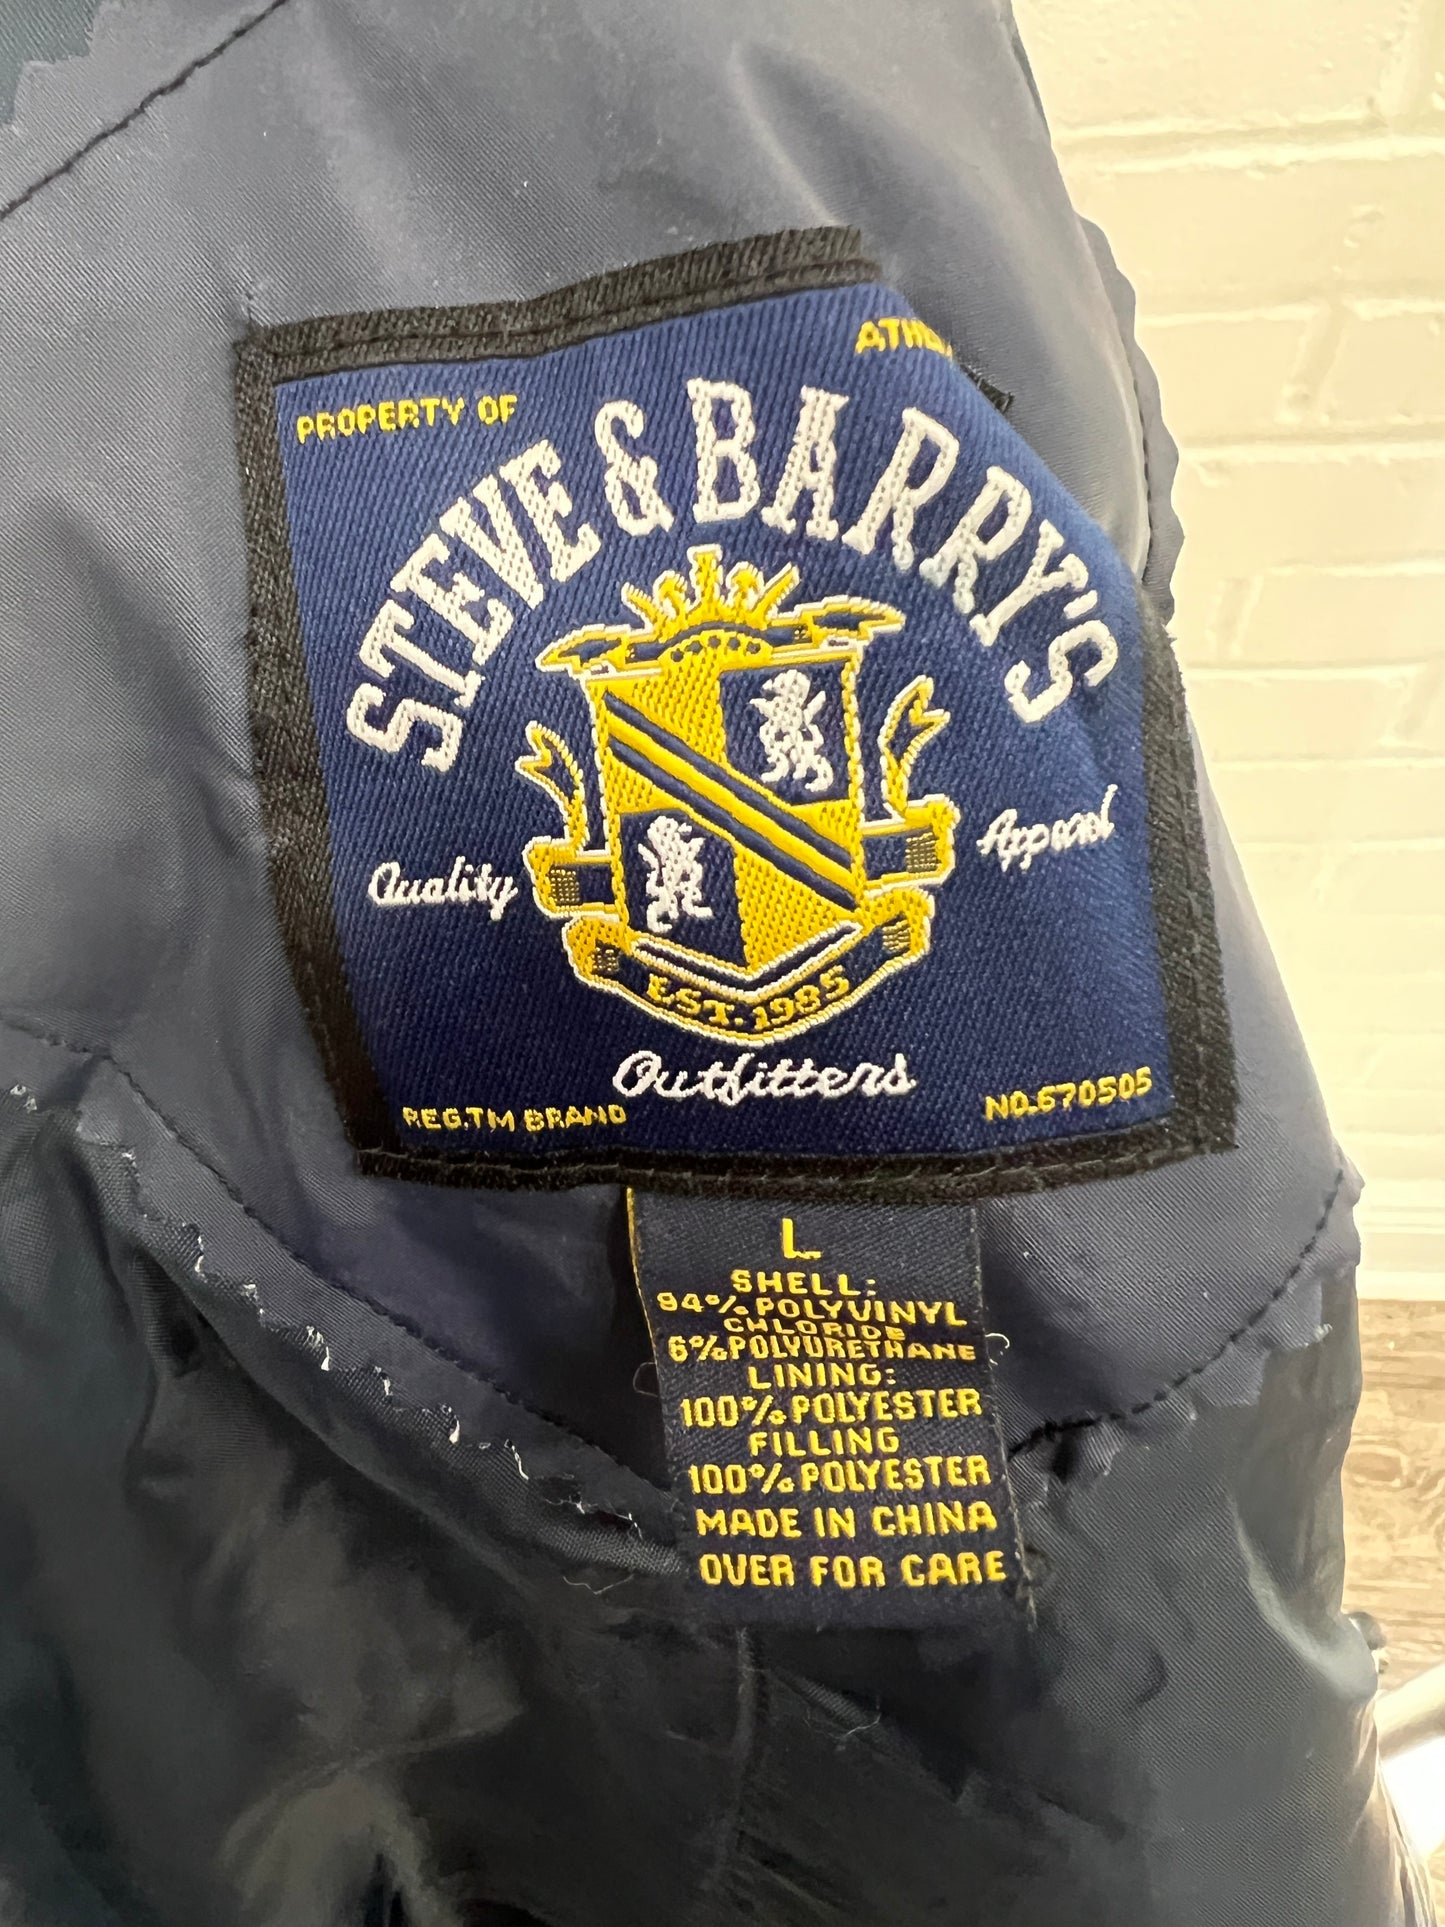 PROPERTY OF
STEVE & BARRY'S
Quality
Apparel
EST. 1985
Outfitters
REG.TM BRAND
NO.670505
L
SHELL:
94% POLYVINYL
CHLORIDE
6% POLYURETHANE
LINING:
100% POLYESTER
FILLING
100% POLYESTER
MADE IN CHINA
OVER FOR CARE